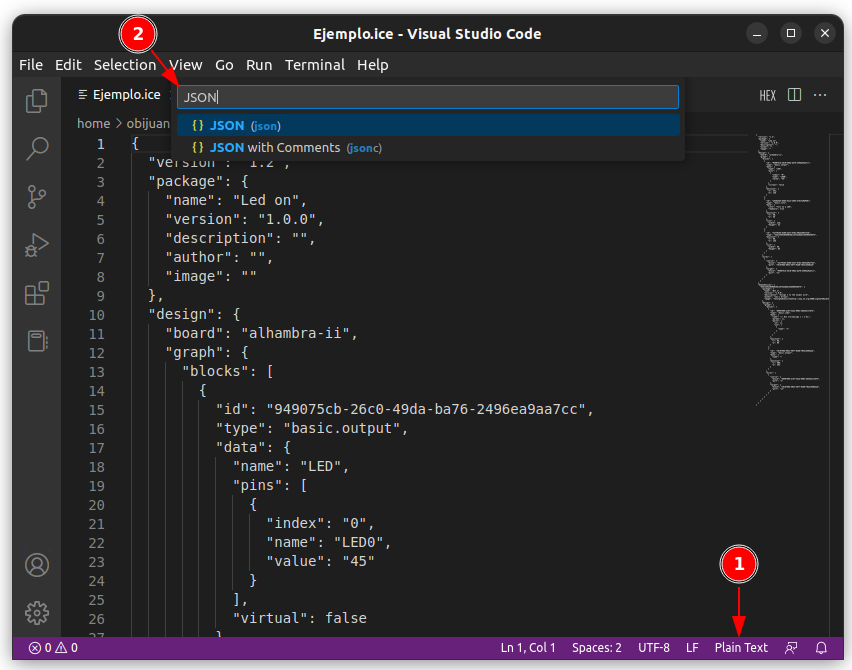 2
Ejemplo.ice - Visual Studio Code
File Edit Selection View Go Run Terminal Help
Ejemplo.ice
JSON
HEX
home > obijuan
{} JSON (json)
{} JSON with Comments (jsonc)
1 {
2 "version": "1.2",
3 "package": {
4 "name": "Led on",
5 "version": "1.0.0",
6 "description": "",
7 "author": "",
8 "image": ""
9 },
10 "design": {
11 "board": "alhambra-ii",
12 "graph": {
13 "blocks": [
14 {
15 "id": "949075cb-26c0-49da-ba76-2496ea9aa7cc",
16 "type": "basic.output",
17 "data": {
18 "name": "LED",
19 "pins": [
20 {
21 "index": "0",
22 "name": "LED0",
23 "value": "45"
24 }
25 ],
26 "virtual": false
27 }
1
0 0
Ln 1, Col 1 Spaces: 2 UTF-8 LF Plain Text